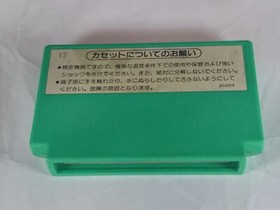 カセットについてのお願い
●精密機器ですので、極端な温度条件下での使用や保管および強い
ショックをさけてください。また、絶対に分解しないでください。
●端子部に手を触れたり、水にぬらしたりして汚さないようにして
ください。故障の原因となります。